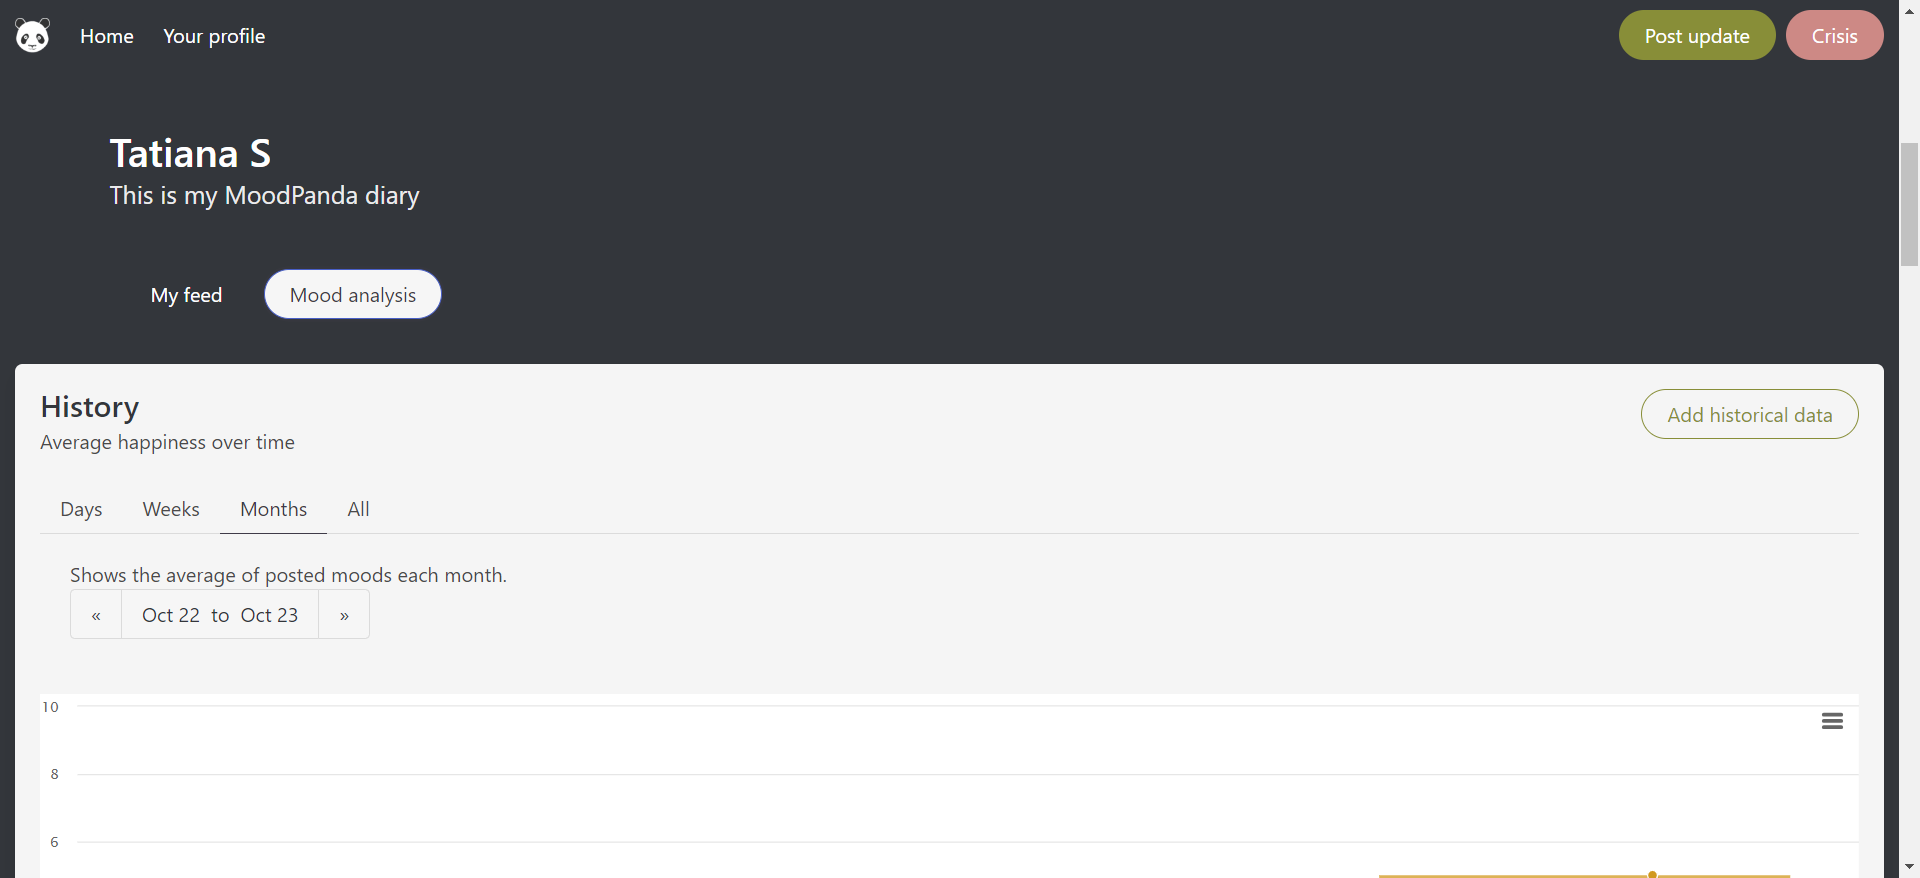 Home
Your profile
Post update
Crisis
Tatiana S
This is my MoodPanda diary
My feed
Mood analysis
History
Average happiness over time
Add historical data
Days
Weeks
Months
All
Shows the average of posted moods each month.
« Oct 22 to Oct 23 »
10
8
6